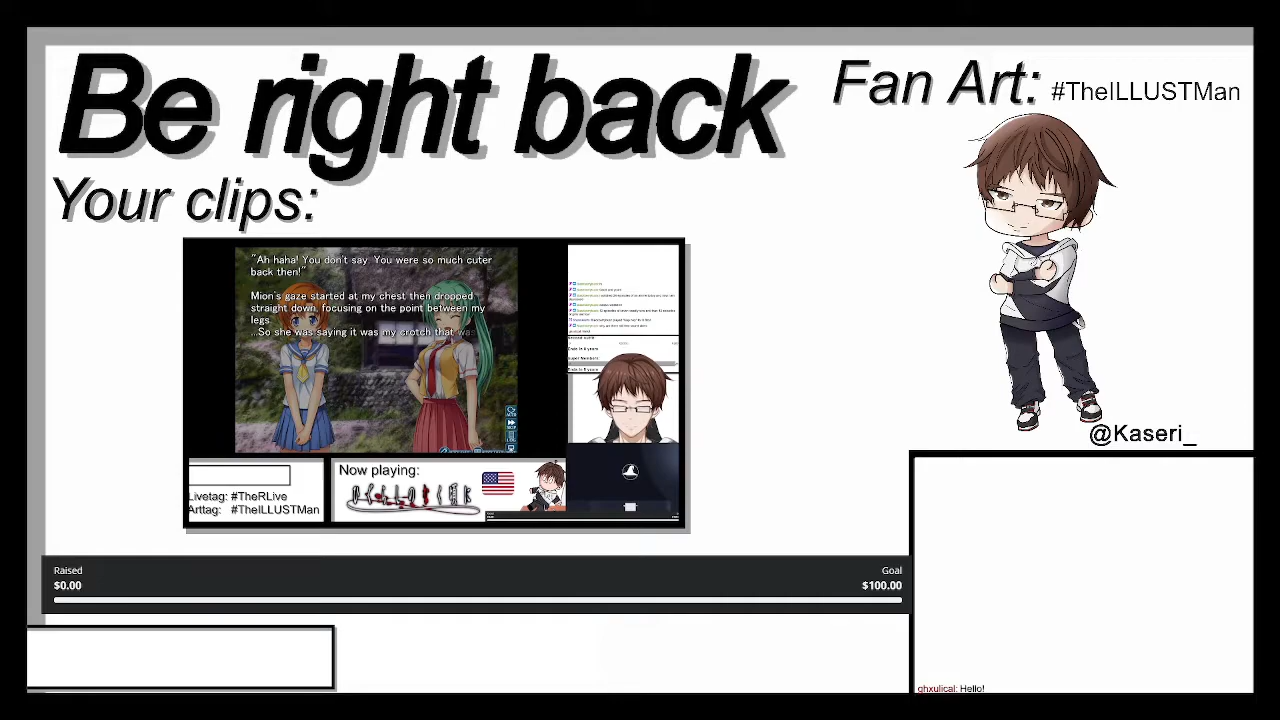 Be right back
Your clips:
Fan Art: #TheILLUSTMan
@Kaseri_
"Ah haha! You don't say. You were so much cuter
back then!"
Mion's gaze started at my chest then dropped
straight down, focusing on the point between my
legs
...So she was saying it was my crotch that was
Livetag: #TheRLive
Arttag: #TheILLUSTMan
Now playing:
Raised
$0.00
Goal
$100.00
ghxulical: Hello!